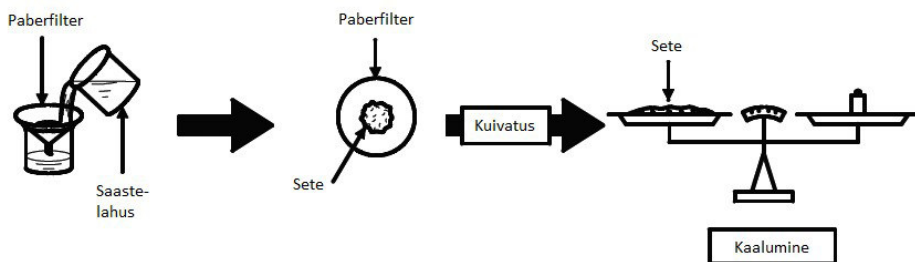 Paberfilter
Saaste-
lahus
Paberfilter
Sete
Kuivatus
Sete
Kaalumine